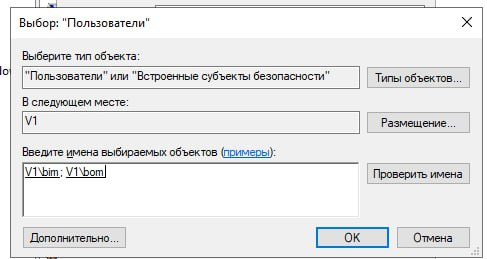 Выбор: "Пользователи"
Выберите тип объекта:
"Пользователи" или "Встроенные субъекты безопасности"
Типы объектов...
В следующем месте:
V1
Размещение...
Введите имена выбираемых объектов (примеры):
V1\bim; V1\bom
Проверить имена
Дополнительно...
OK
Отмена